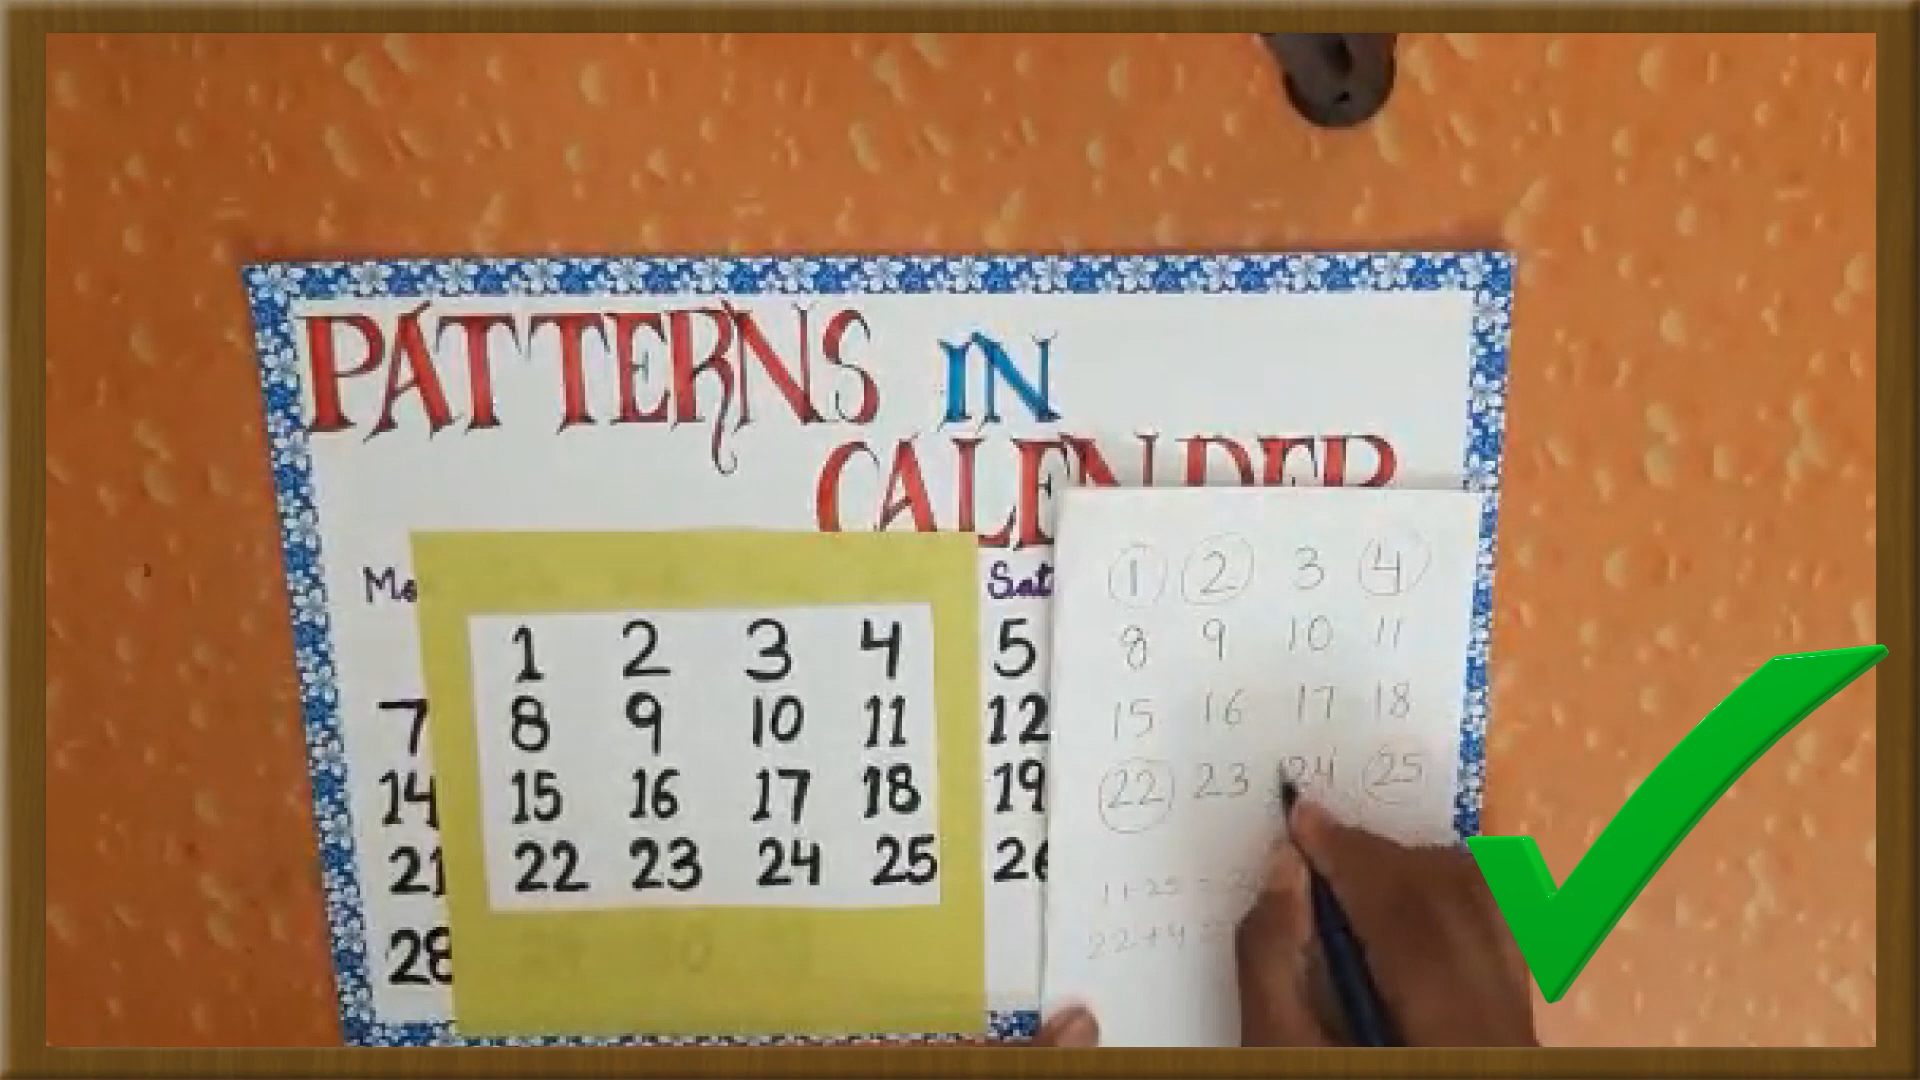 PATTERNS IN
CALENDER
Sat
1 2 3 4 5
7 8 9 10 11 12
14 15 16 17 18 19
21 22 23 24 25 26
28
1 2 3 4
8 9 10 11
15 16 17 18
22 23 24 25
22+4